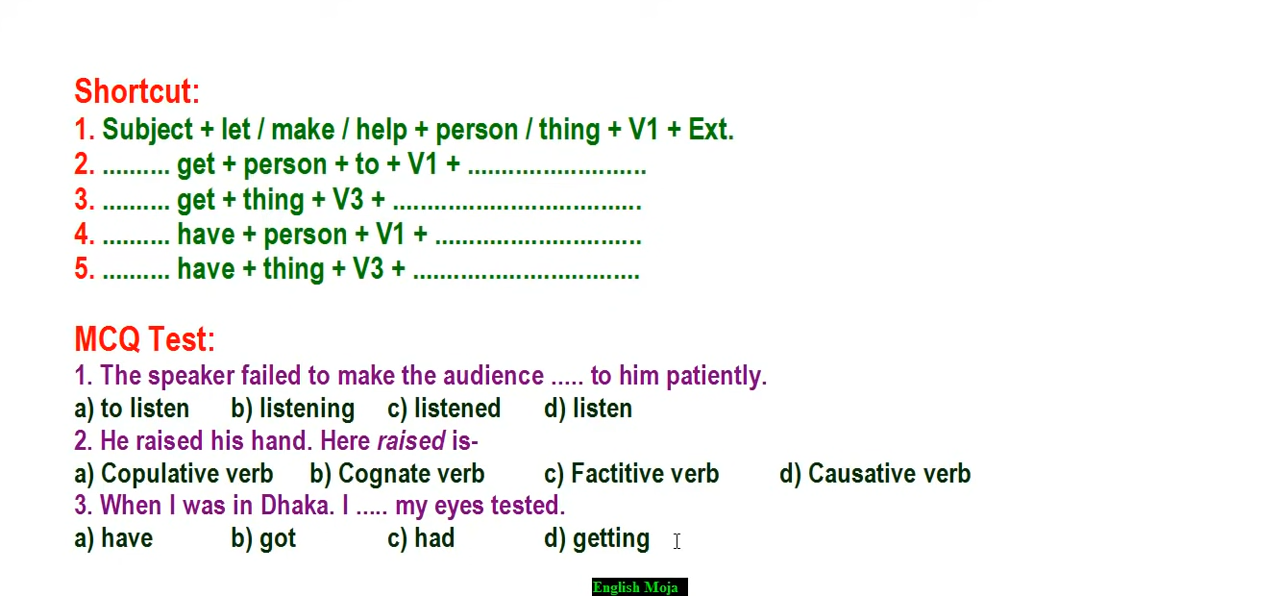 Shortcut:
1. Subject + let / make / help + person / thing + V1 + Ext.
2. .......... get + person + to + V1 + ..........................
3. .......... get + thing + V3 + .....................................
4. .......... have + person + V1 + ...............................
5. .......... have + thing + V3 + .................................
MCQ Test:
1. The speaker failed to make the audience ..... to him patiently.
a) to listen b) listening c) listened d) listen
2. He raised his hand. Here raised is-
a) Copulative verb b) Cognate verb c) Factitive verb d) Causative verb
3. When I was in Dhaka. I ..... my eyes tested.
a) have b) got c) had d) getting
English Moja